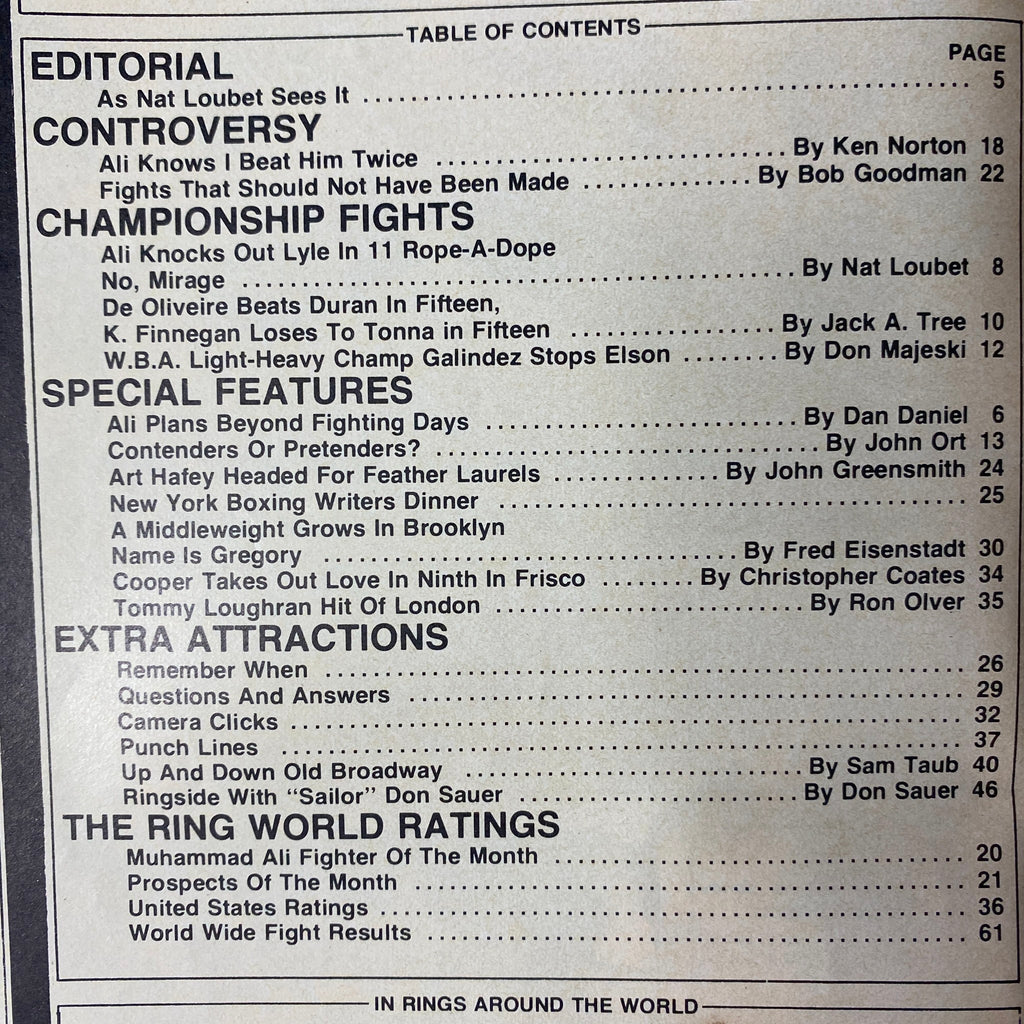 TABLE OF CONTENTS
PAGE
EDITORIAL
As Nat Loubet Sees It ........ 5
CONTROVERSY
Ali Knows I Beat Him Twice ........ By Ken Norton 18
Fights That Should Not Have Been Made ........ By Bob Goodman 22
CHAMPIONSHIP FIGHTS
Ali Knocks Out Lyle In 11 Rope-A-Dope
No, Mirage ........ By Nat Loubet 8
De Oliveire Beats Duran In Fifteen,
K. Finnegan Loses To Tonna in Fifteen ........ By Jack A. Tree 10
W.B.A. Light-Heavy Champ Galindez Stops Elson ........ By Don Majeski 12
SPECIAL FEATURES
Ali Plans Beyond Fighting Days ........ By Dan Daniel 6
Contenders Or Pretenders? ........ By John Ort 13
Art Hafey Headed For Feather Laurels ........ By John Greensmith 24
New York Boxing Writers Dinner ........ 25
A Middleweight Grows In Brooklyn
Name Is Gregory ........ By Fred Eisenstadt 30
Cooper Takes Out Love In Ninth In Frisco ........ By Christopher Coates 34
Tommy Loughran Hit Of London ........ By Ron Olver 35
EXTRA ATTRACTIONS
Remember When ........ 26
Questions And Answers ........ 29
Camera Clicks ........ 32
Punch Lines ........ 37
Up And Down Old Broadway ........ By Sam Taub 40
Ringside With “Sailor” Don Sauer ........ By Don Sauer 46
THE RING WORLD RATINGS
Muhammad Ali Fighter Of The Month ........ 20
Prospects Of The Month ........ 21
United States Ratings ........ 36
World Wide Fight Results ........ 61
IN RINGS AROUND THE WORLD